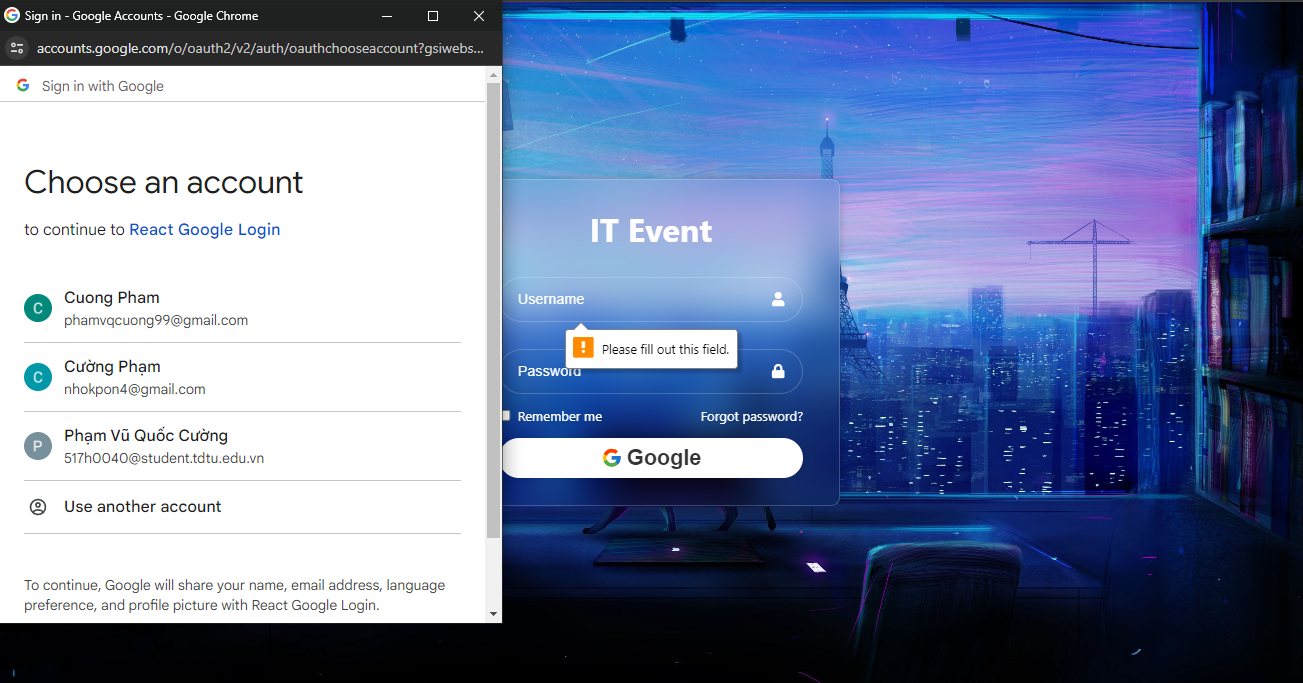 Sign in - Google Accounts - Google Chrome
accounts.google.com/o/oauth2/v2/auth/oauthchooseaccount?gsiwebs...
Sign in with Google
Choose an account
to continue to React Google Login
Cuong Pham
phamvqcuong99@gmail.com
Cường Phạm
nhokpon4@gmail.com
Phạm Vũ Quốc Cường
517h0040@student.tdtu.edu.vn
Use another account
To continue, Google will share your name, email address, language
preference, and profile picture with React Google Login.
IT Event
Username
Please fill out this field.
Password
Remember me
Forgot password?
Google